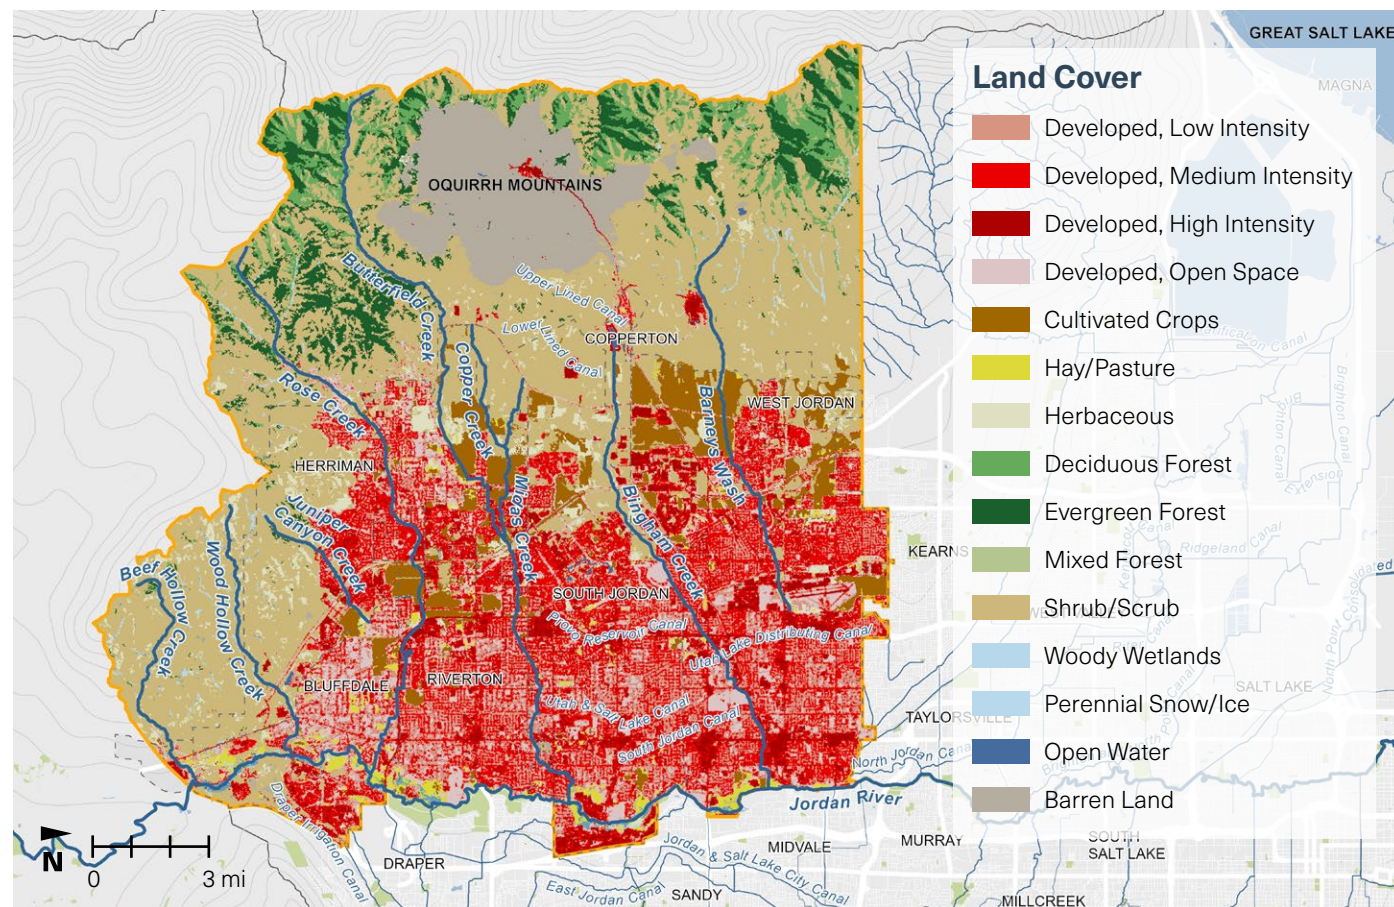 GREAT SALT LAKE
Land Cover
MAGNA
Developed, Low Intensity
Developed, Medium Intensity
Developed, High Intensity
Developed, Open Space
Cultivated Crops
Hay/Pasture
Herbaceous
Deciduous Forest
Evergreen Forest
Mixed Forest
Shrub/Scrub
Woody Wetlands
Perennial Snow/Ice
Open Water
Barren Land
OQUIRRH MOUNTAINS
Butterfield Creek
Upper Lined Canal
Lower Lined Canal
COPPERTON
Copper Creek
Rose Creek
Barneys Wash
WEST JORDAN
HERRIMAN
Juniper
Canyon Creek
Midas Creek
Bingham Creek
Beef Hollow Creek
Wood Hollow Creek
KEARNS
SOUTH JORDAN
Provo Reservoir Canal
Utah Lake Distributing Canal
BLUFFDALE
RIVERTON
Utah & Salt Lake Canal
South Jordan Canal
TAYLORSVILLE
North Jordan Canal
Jordan River
Draper Irrigation Canal
DRAPER
Jordan & Salt Lake City Canal
East Jordan Canal
SANDY
MIDVALE
MURRAY
SOUTH
SALT LAKE
MILLCREEK
Brighton Canal
Extension
Ridgeland Canal
SALT LAKE
North Point Consolidated
N
0
3 mi